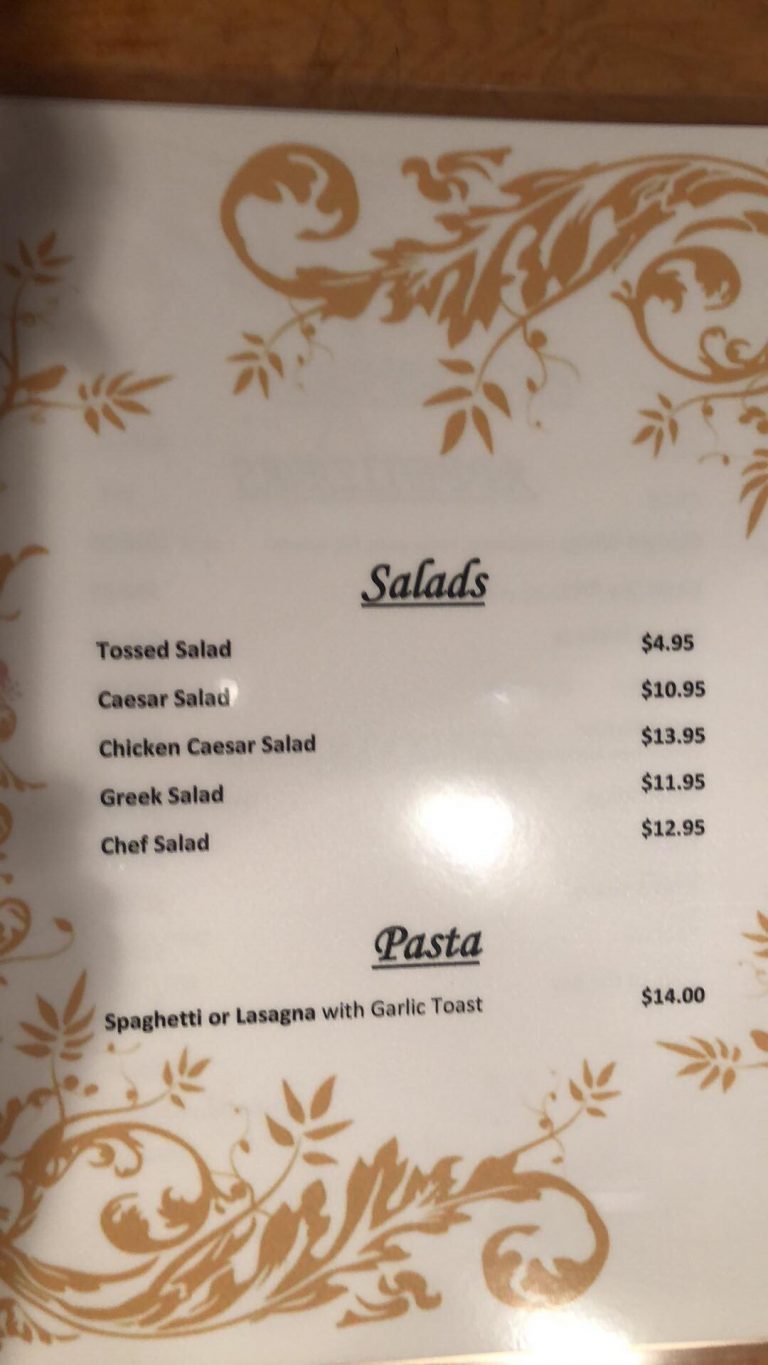 Salads
Tossed Salad $4.95
Caesar Salad $10.95
Chicken Caesar Salad $13.95
Greek Salad $11.95
Chef Salad $12.95
Pasta
Spaghetti or Lasagna with Garlic Toast $14.00